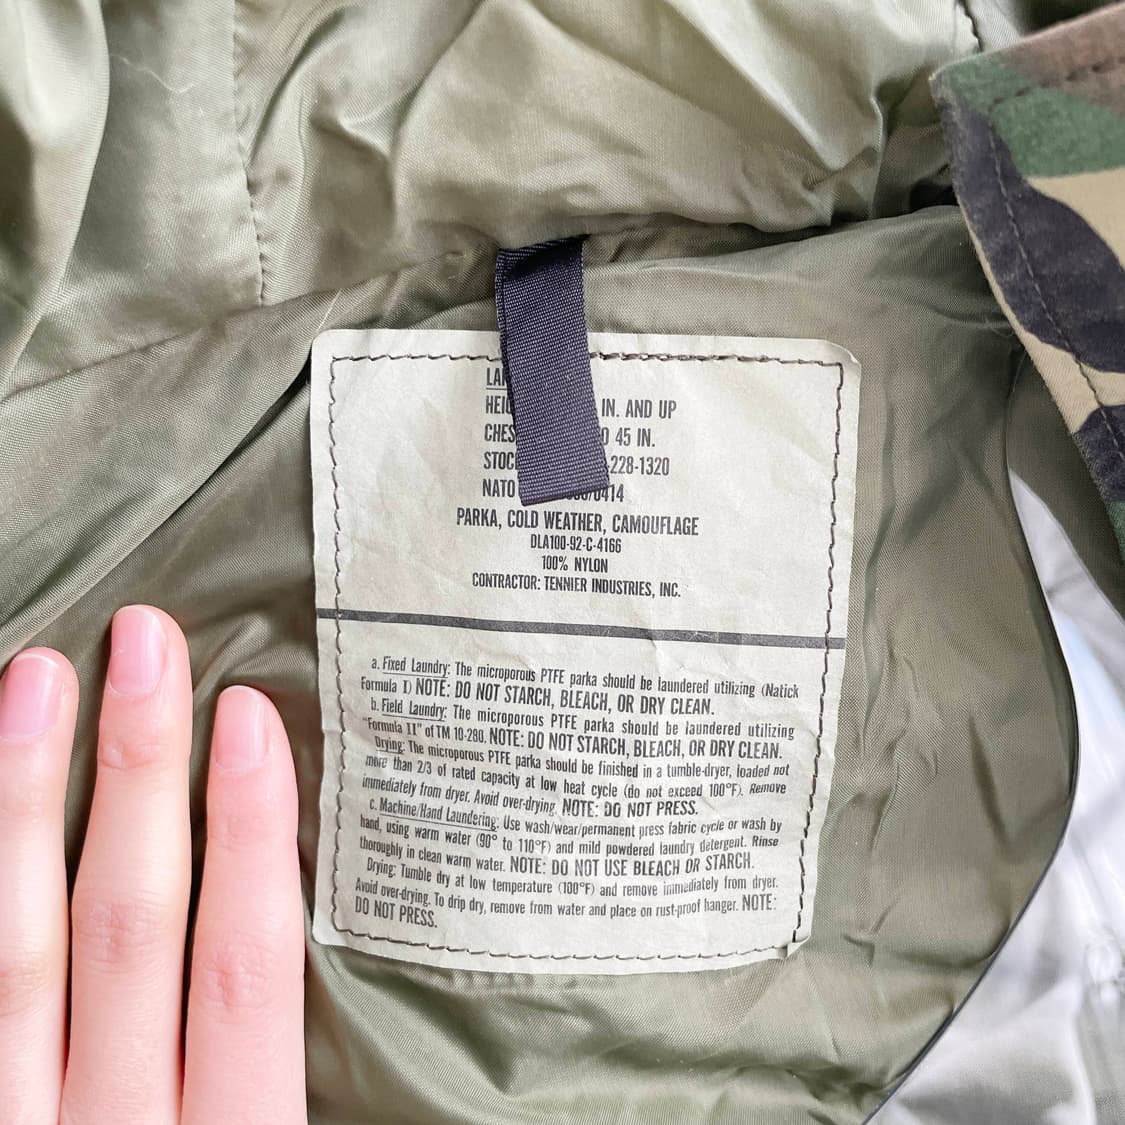 IN. AND UP
45 IN.
228-1320
NATO 0414
PARKA, COLD WEATHER, CAMOUFLAGE
DLA100-92-C-4166
100% NYLON
CONTRACTOR: TENNIER INDUSTRIES, INC.
a. Fixed Laundry: The microporous PTFE parka should be laundered utilizing (Natick
Formula I) NOTE: DO NOT STARCH, BLEACH, OR DRY CLEAN.
b. Field Laundry: The microporous PTFE parka should be laundered utilizing
"Formula II" of TM 10-280. NOTE: DO NOT STARCH, BLEACH, OR DRY CLEAN.
Drying: The microporous PTFE parka should be finished in a tumble-dryer, loaded not
more than 2/3 of rated capacity at low heat cycle (do not exceed 100°F). Remove
immediately from dryer. Avoid over-drying. NOTE: DO NOT PRESS.
c. Machine/Hand Laundering: Use wash/wear/permanent press fabric cycle or wash by
hand, using warm water (90° to 110°F) and mild powdered laundry detergent. Rinse
thoroughly in clean warm water. NOTE: DO NOT USE BLEACH OR STARCH.
Drying: Tumble dry at low temperature (100°F) and remove immediately from dryer.
Avoid over-drying. To drip dry, remove from water and place on rust-proof hanger. NOTE:
DO NOT PRESS.